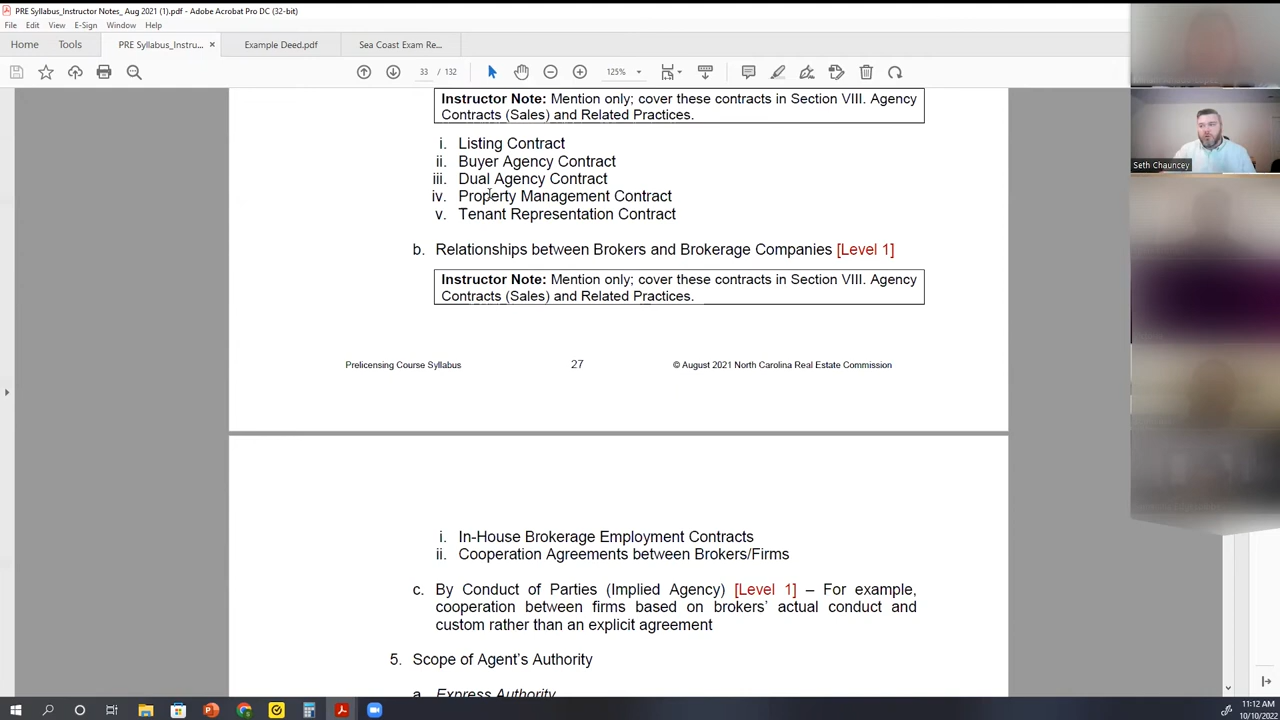 PRE Syllabus_Instructor Notes_ Aug 2021 (1).pdf - Adobe Acrobat Pro DC (32-bit)
File Edit View E-Sign Window Help
Home Tools PRE Syllabus_Instru... × Example Deed.pdf Sea Coast Exam Re...
33 / 132 125%
Instructor Note: Mention only; cover these contracts in Section VIII. Agency
Contracts (Sales) and Related Practices.
i. Listing Contract
ii. Buyer Agency Contract
iii. Dual Agency Contract
iv. Property Management Contract
v. Tenant Representation Contract
b. Relationships between Brokers and Brokerage Companies [Level 1]
Instructor Note: Mention only; cover these contracts in Section VIII. Agency
Contracts (Sales) and Related Practices.
Prelicensing Course Syllabus 27 © August 2021 North Carolina Real Estate Commission
i. In-House Brokerage Employment Contracts
ii. Cooperation Agreements between Brokers/Firms
c. By Conduct of Parties (Implied Agency) [Level 1] – For example,
cooperation between firms based on brokers' actual conduct and
custom rather than an explicit agreement
5. Scope of Agent's Authority
a. Express Authority
Seth Chauncey
11:12 AM
10/10/2022